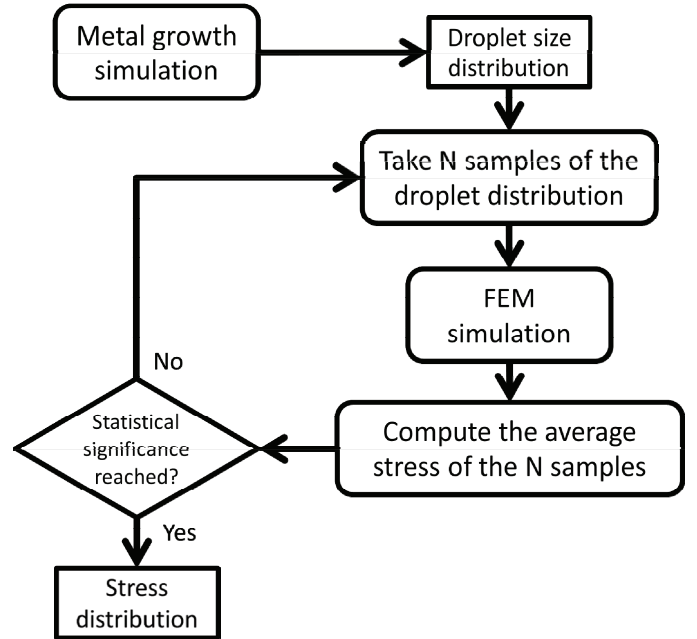 Metal growth
simulation
Droplet size
distribution
Take N samples of the
droplet distribution
FEM
simulation
Compute the average
stress of the N samples
Statistical
significance
reached?
No
Yes
Stress
distribution